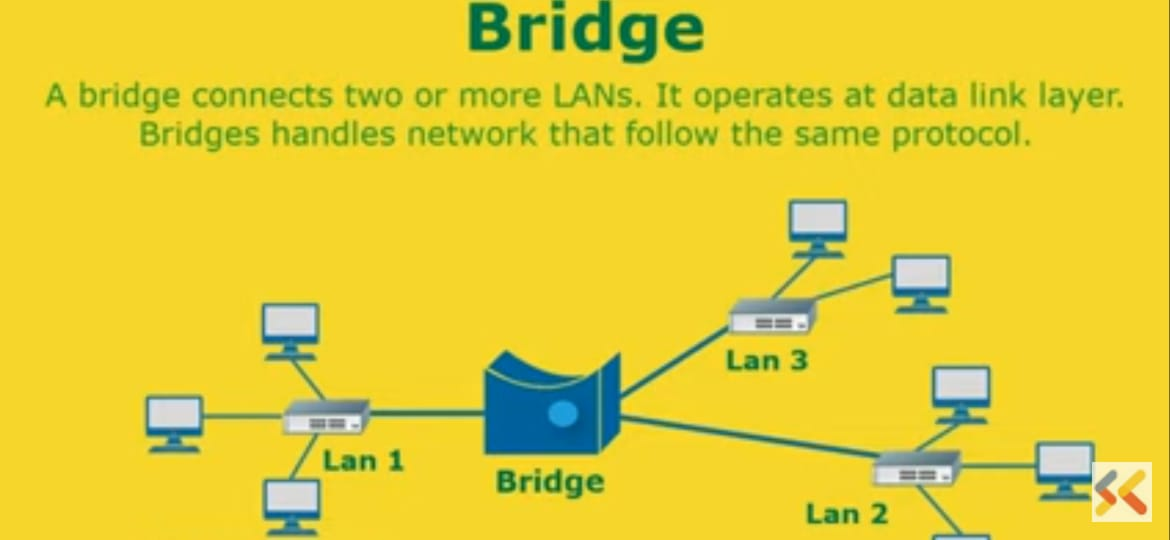 Bridge
A bridge connects two or more LANs. It operates at data link layer.
Bridges handles network that follow the same protocol.
Lan 3
Lan 1
Bridge
Lan 2